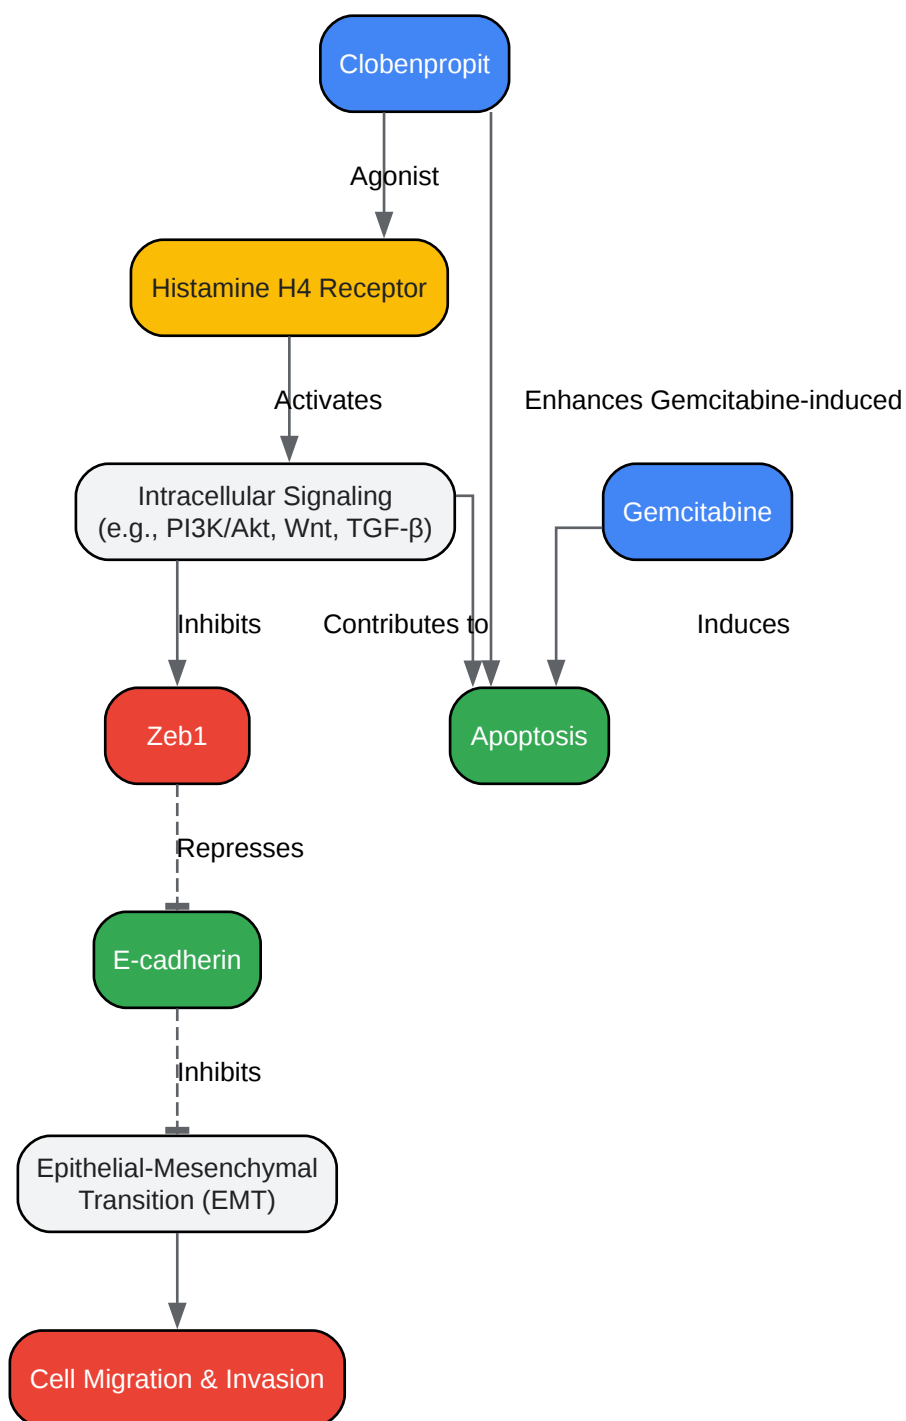 Clobenpropit
Agonist
Histamine H4 Receptor
Activates
Enhances Gemcitabine-induced
Intracellular Signaling
(e.g., PI3K/Akt, Wnt, TGF-β)
Gemcitabine
Inhibits
Contributes to
Induces
Zeb1
Apoptosis
Represses
E-cadherin
Inhibits
Epithelial-Mesenchymal
Transition (EMT)
Cell Migration & Invasion